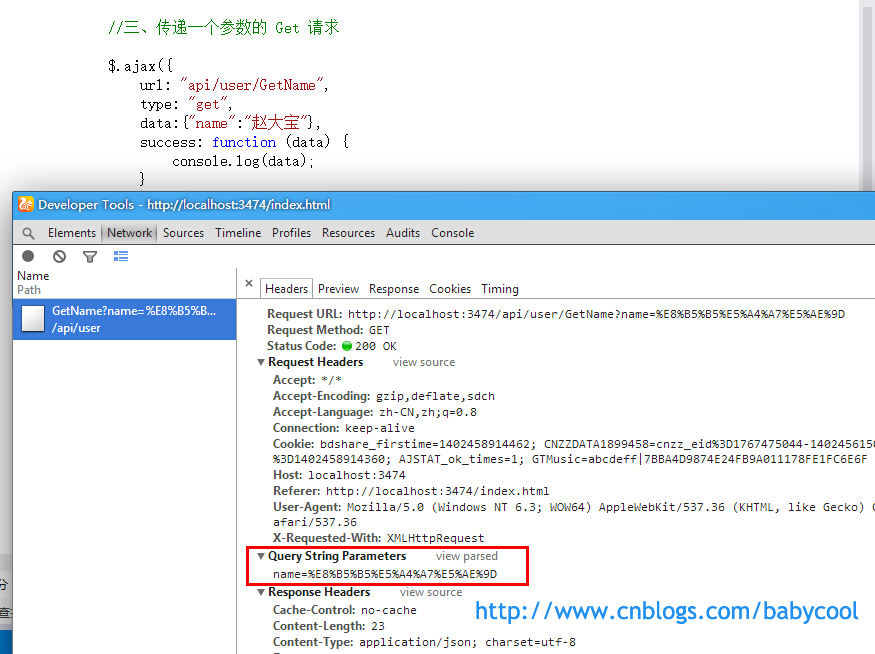 //三、传递一个参数的 Get 请求
$.ajax({
url: "api/user/GetName",
type: "get",
data:{"name":"赵大宝"},
success: function (data) {
console.log(data);
}
Developer Tools - http://localhost:3474/index.html
Elements Network Sources Timeline Profiles Resources Audits Console
Name
Path
× Headers Preview Response Cookies Timing
GetName?name=%E8%B5%B...
/api/user
Request URL: http://localhost:3474/api/user/GetName?name=%E8%B5%B5%E5%A4%A7%E5%AE%9D
Request Method: GET
Status Code: 200 OK
▼Request Headers view source
Accept: */*
Accept-Encoding: gzip,deflate,sdch
Accept-Language: zh-CN,zh;q=0.8
Connection: keep-alive
Cookie: bdshare_firstime=1402458914462; CNZZDATA1899458=cnzz_eid%3D1767475044-140245615
%3D1402458914360; AJSTAT_ok_times=1; GTMusic=abcdeff|7BBA4D9874E24FB9A011178FE1FC6E6F
Host: localhost:3474
Referer: http://localhost:3474/index.html
User-Agent: Mozilla/5.0 (Windows NT 6.3; WOW64) AppleWebKit/537.36 (KHTML, like Gecko)
afari/537.36
X-Requested-With: XMLHttpRequest
▼Query String Parameters view parsed
name=%E8%B5%B5%E5%A4%A7%E5%AE%9D
▼Response Headers view source
Cache-Control: no-cache
Content-Length: 23
Content-Type: application/json; charset=utf-8
http://www.cnblogs.com/babycool